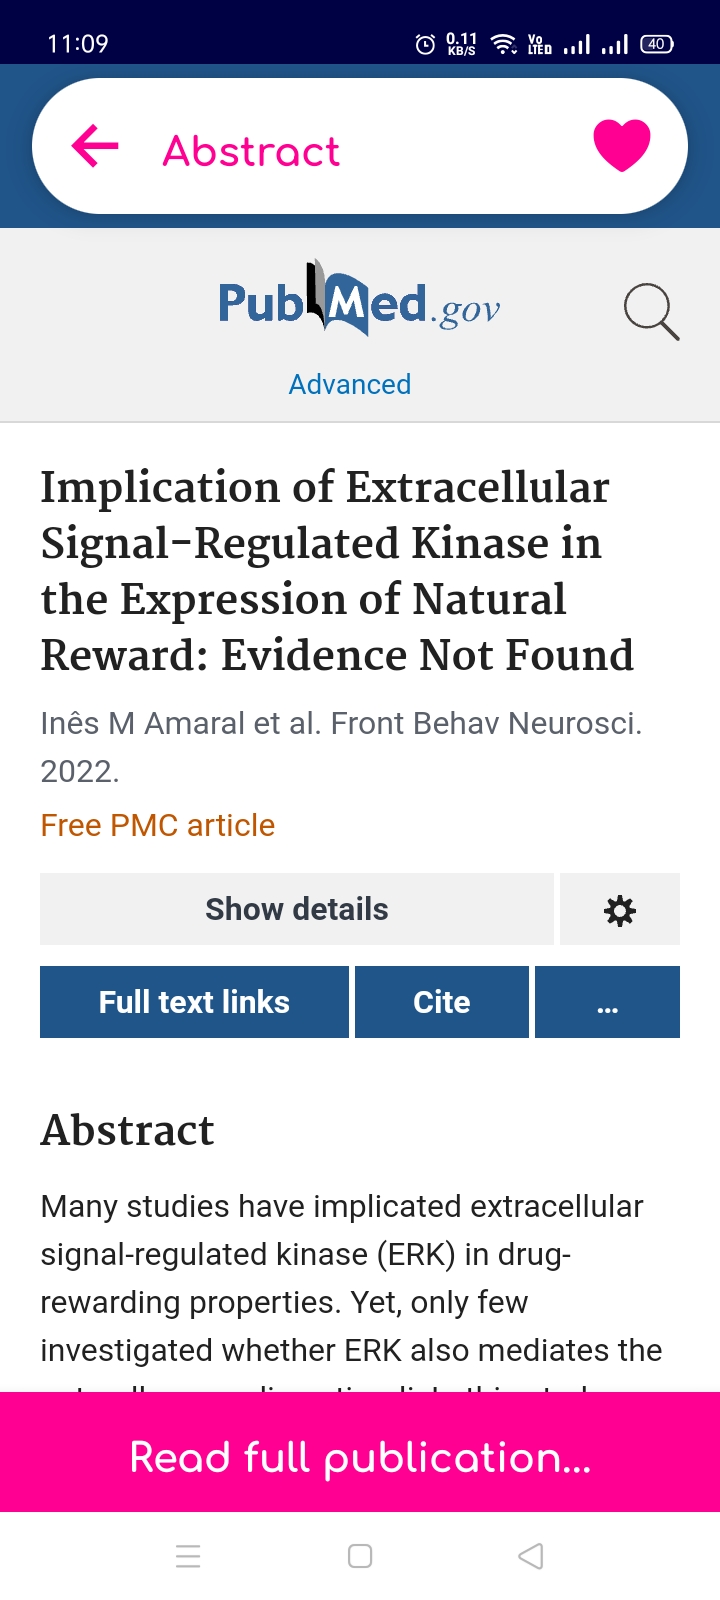 11:09
0.11
KB/S
Vo
LTED
40
Abstract
PubMed.gov
Advanced
Implication of Extracellular
Signal-Regulated Kinase in
the Expression of Natural
Reward: Evidence Not Found
Inês M Amaral et al. Front Behav Neurosci.
2022.
Free PMC article
Show details
Full text links
Cite
...
Abstract
Many studies have implicated extracellular
signal-regulated kinase (ERK) in drug-
rewarding properties. Yet, only few
investigated whether ERK also mediates the
Read full publication...